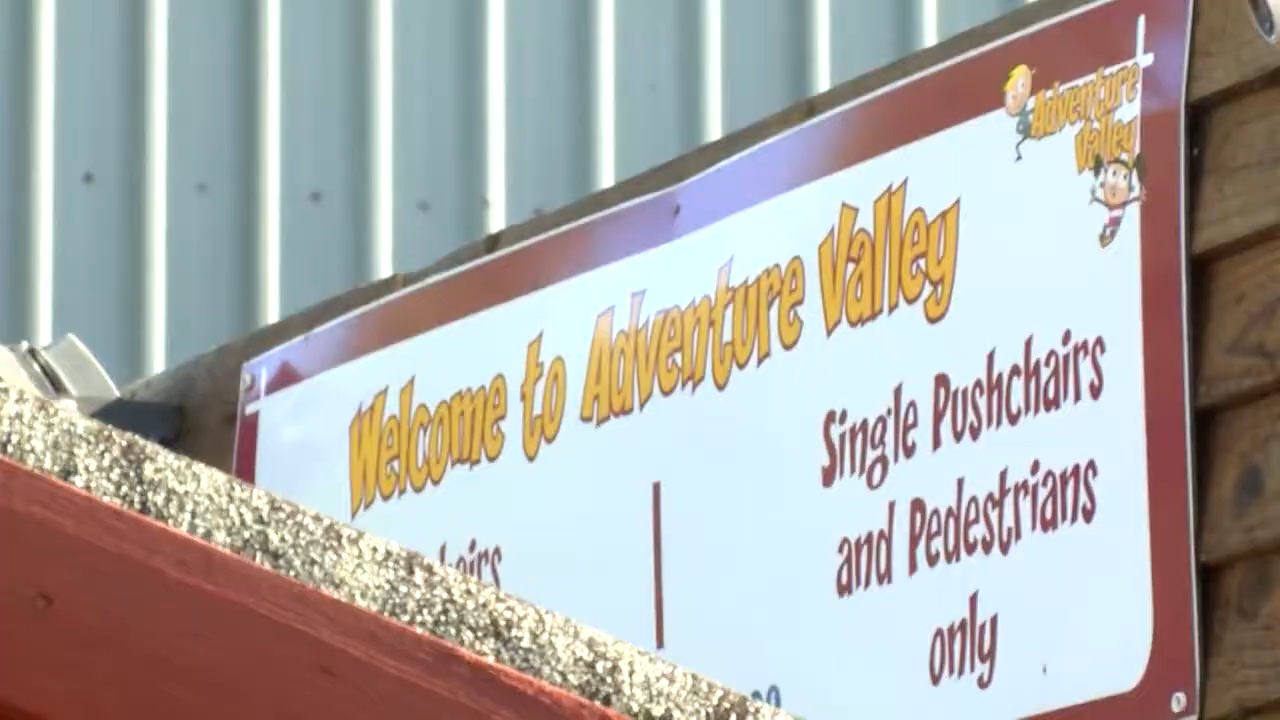 Adventure
Valley
Welcome to Adventure Valley
Single Pushchairs
and Pedestrians
only